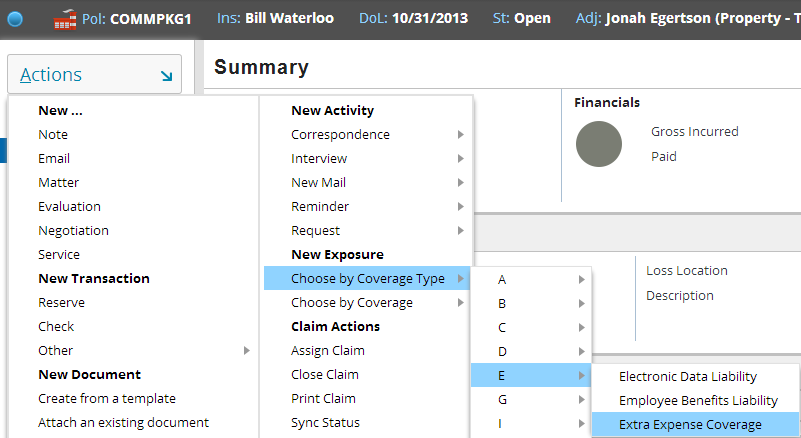 Pol: COMMPKG1 Ins: Bill Waterloo DoL: 10/31/2013 St: Open Adj: Jonah Egertson (Property - T
Actions
Summary
New ...
Note
Email
Matter
Evaluation
Negotiation
Service
New Transaction
Reserve
Check
Other
New Document
Create from a template
Attach an existing document
New Activity
Correspondence
Interview
New Mail
Reminder
Request
New Exposure
Choose by Coverage Type
Choose by Coverage
Claim Actions
Assign Claim
Close Claim
Print Claim
Sync Status
A
B
C
D
E
G
I
Electronic Data Liability
Employee Benefits Liability
Extra Expense Coverage
Financials
Gross Incurred
Paid
Loss Location
Description